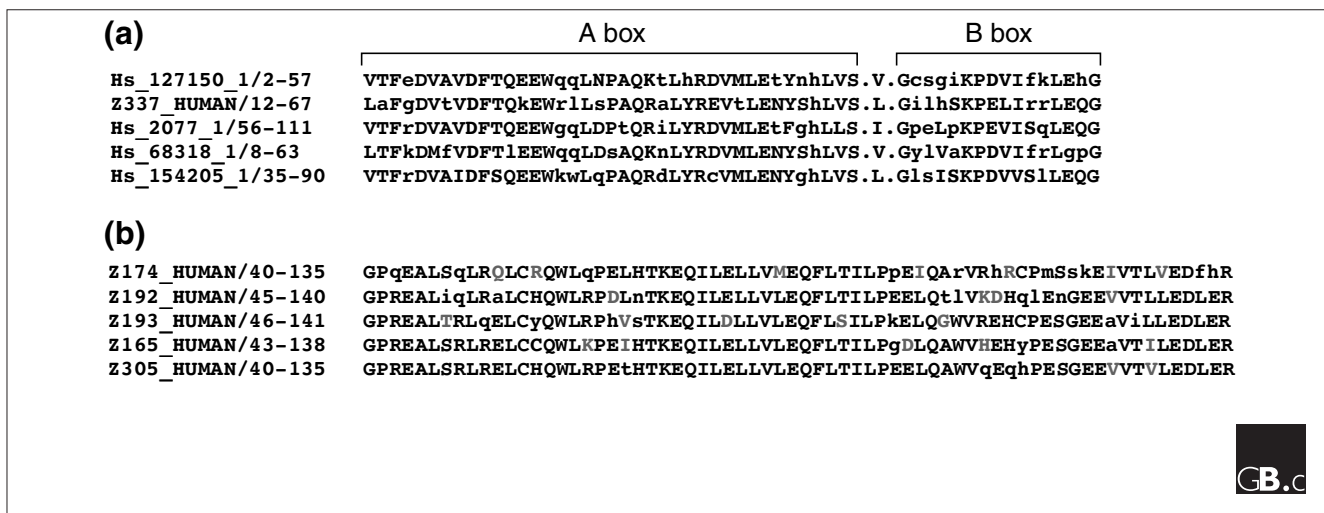 (a)
A box B box
Hs_127150_1/2-57 VTFeDVAVDFTQEEWqqLNPAQKtLhRDVMLEtYnhLVS.V.GcsgiKPDVIfkLEhG
Z337_HUMAN/12-67 LaFgDVtVDFTQkEWrlLsPAQRaLYREVtLENYShLVS.L.GilhSKPELIrrLEQG
Hs_2077_1/56-111 VTFrDVAVDFTQEEWgqLDPtQRiLYRDVMLEtFghLLS.I.GpeLpKPEVISqLEQG
Hs_68318_1/8-63 LTFkDMfVDFTlEEWqqLDsAQKnLYRDVMLENYShLVS.V.GylVaKPDVIfrLgpG
Hs_154205_1/35-90 VTFrDVAIDFSQEEWkwLqPAQRdLYRcVMLENYghLVS.L.GlsISKPDVVSlLEQG
(b)
Z174_HUMAN/40-135 GPqEALSqLRQLCRQWLqPELHTKEQILELLVMEQFLTILPpEIQArVRhRCPmSskEIVTLVEDfhR
Z192_HUMAN/45-140 GPREALiqLRaLCHQWLRPDLnTKEQILELLVLEQFLTILPEELQtlVKDHqlEnGEEVVTLLEDLER
Z193_HUMAN/46-141 GPREALTRLqELCyQWLRPhVsTKEQILDLLVLEQFLSILPkELQGWVREHCPESGEEaViLLEDLER
Z165_HUMAN/43-138 GPREALSRLRELCCQWLKPEIHTKEQILELLVLEQFLTILPgDLQAWVHEHyPESGEEaVTILEDLER
Z305_HUMAN/40-135 GPREALSRLRELCHQWLRPEtHTKEQILELLVLEQFLTILPEELQAWVqEqhPESGEEVVTVLEDLER
GB.c